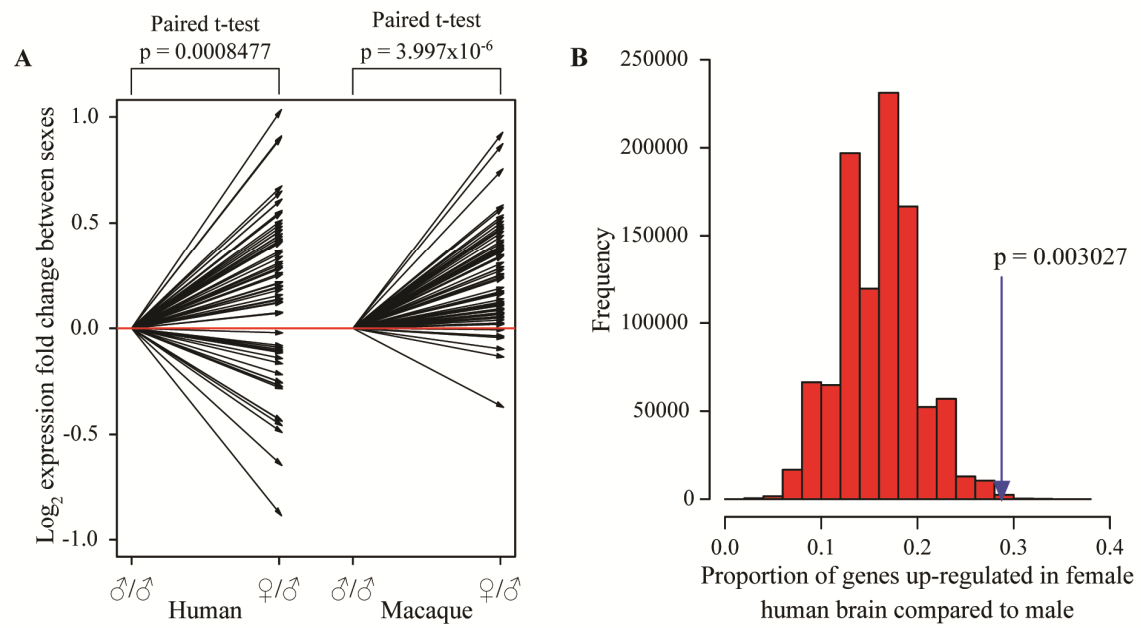 A
Paired t-test
p = 0.0008477
Paired t-test
p = 3.997x10-6
Log2 expression fold change between sexes
1.0
0.5
0.0
-0.5
-1.0
♂/♂
♀/♂
♂/♂
♀/♂
Human
Macaque
B
Frequency
250000
200000
150000
100000
50000
0
p = 0.003027
0.0
0.1
0.2
0.3
0.4
Proportion of genes up-regulated in female
human brain compared to male